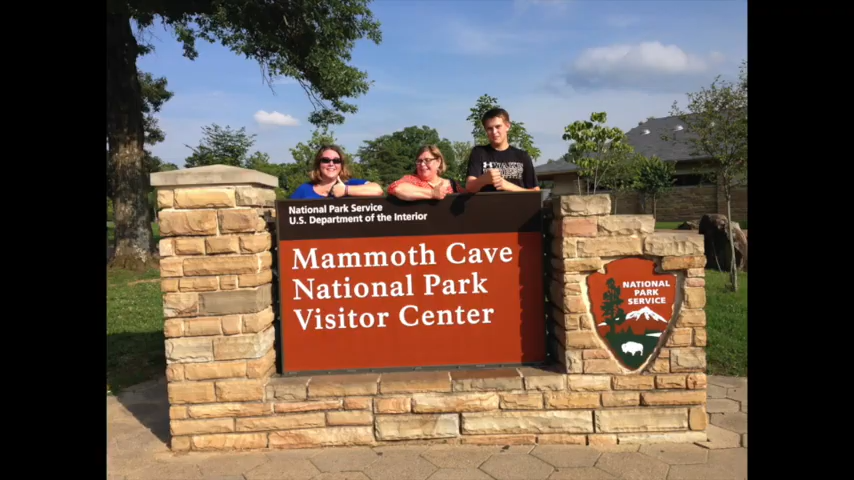 National Park Service
U.S. Department of the Interior
Mammoth Cave
National Park
Visitor Center
NATIONAL
PARK
SERVICE